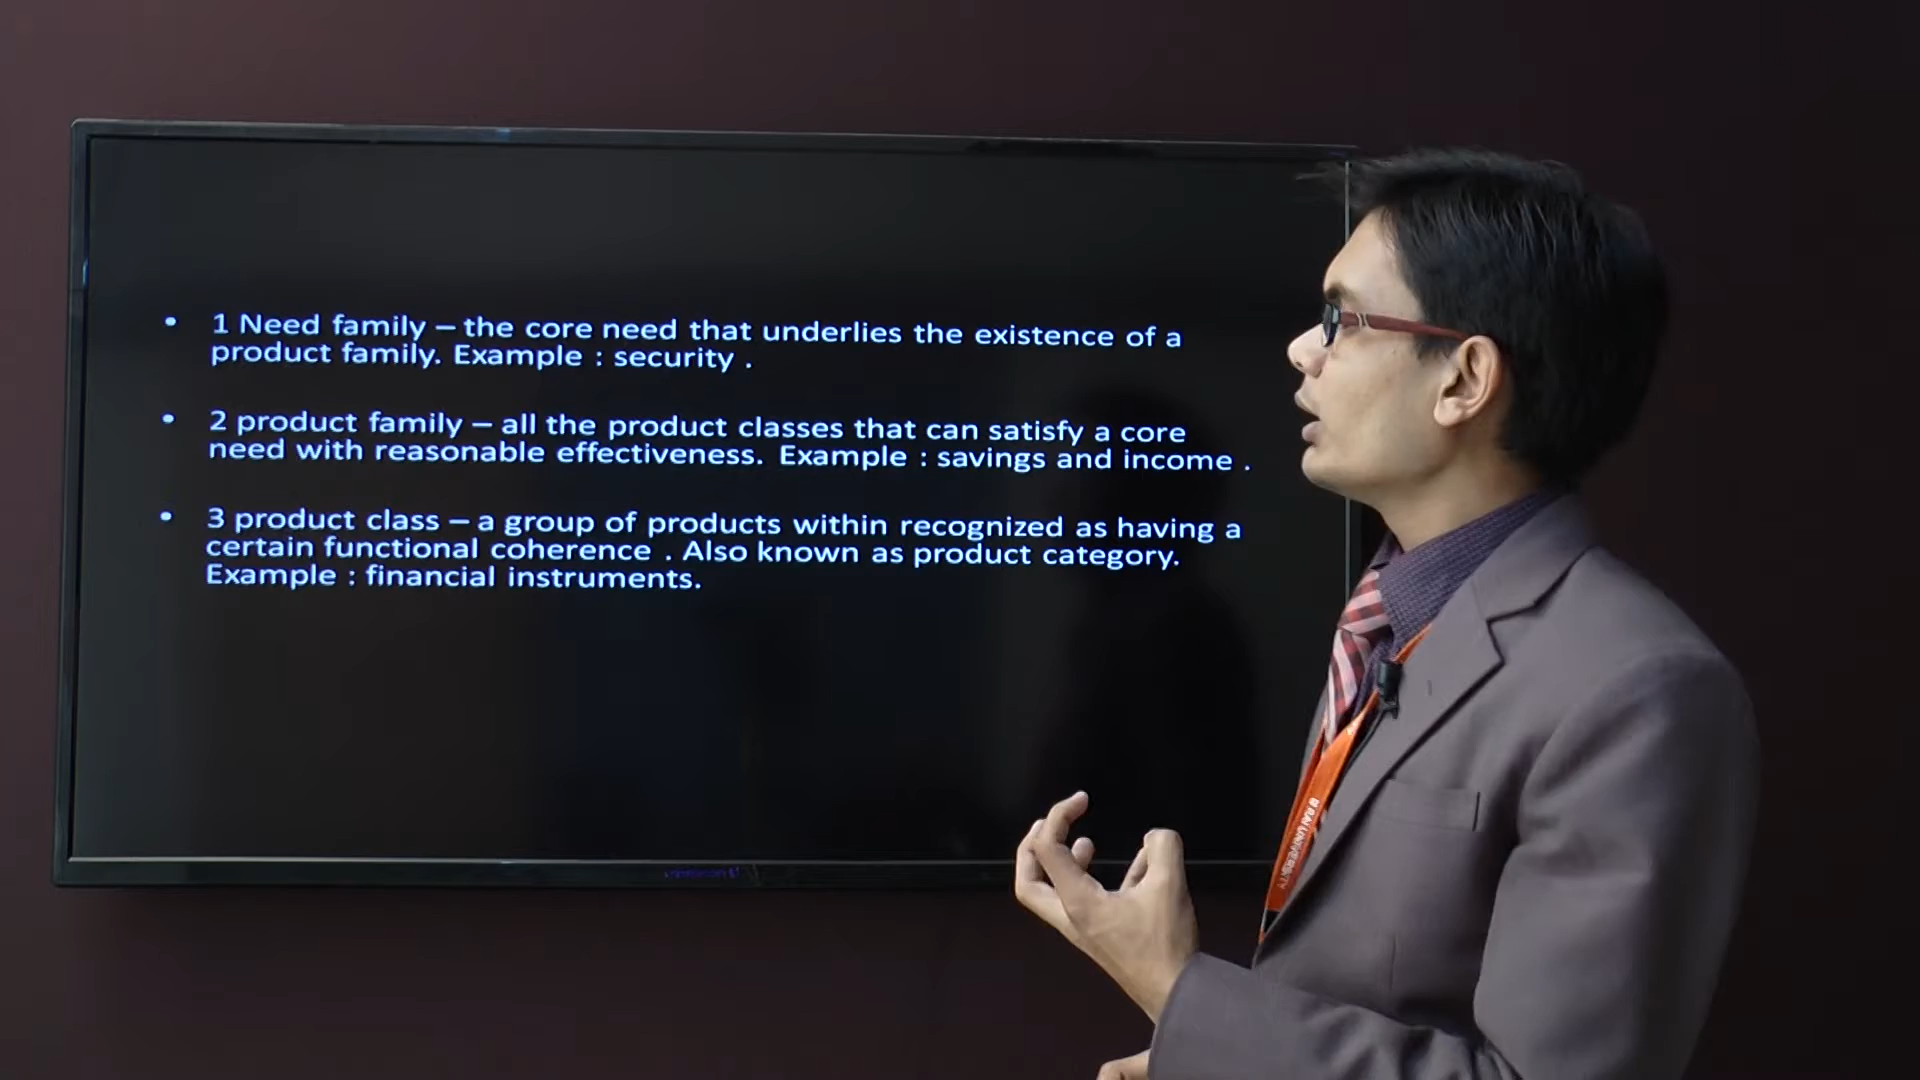 • 1 Need family – the core need that underlies the existence of a
product family. Example : security .
• 2 product family – all the product classes that can satisfy a core
need with reasonable effectiveness. Example : savings and income .
• 3 product class – a group of products within recognized as having a
certain functional coherence . Also known as product category.
Example : financial instruments.
RAI UNIVERSITY